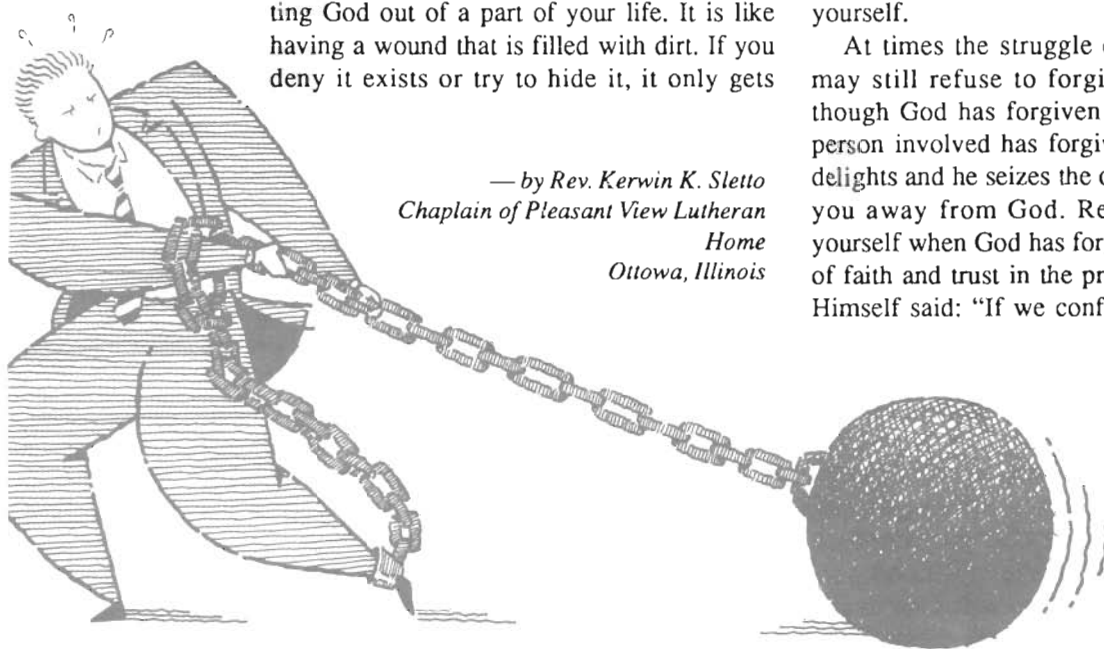 ting God out of a part of your life. It is like
having a wound that is filled with dirt. If you
deny it exists or try to hide it, it only gets
— by Rev. Kerwin K. Sletto
Chaplain of Pleasant View Lutheran
Home
Ottowa, Illinois
yourself.
At times the struggle
may still refuse to forgi
though God has forgiven
person involved has forgiv
delights and he seizes the
you away from God. Re
yourself when God has for
of faith and trust in the pr
Himself said: “If we conf